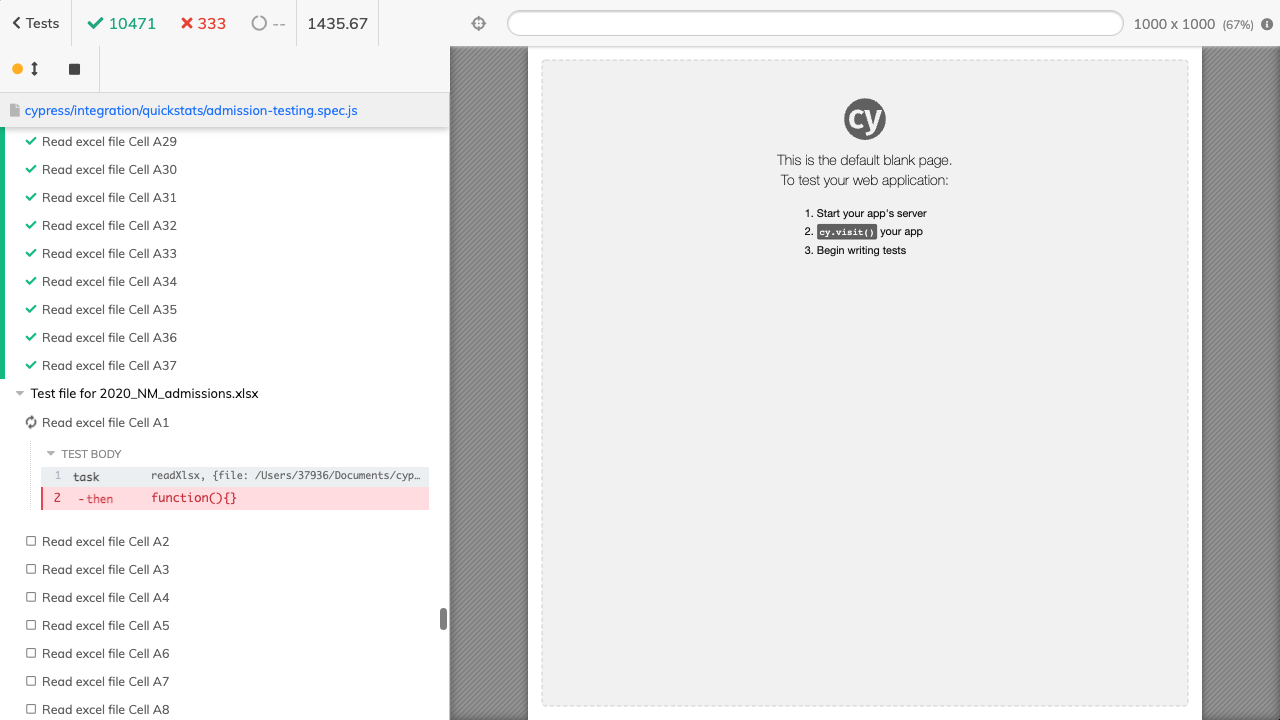 Tests 10471 333 -- 1435.67
1000 x 1000 (67%)
cypress/integration/quickstats/admission-testing.spec.js
Read excel file Cell A29
Read excel file Cell A30
Read excel file Cell A31
Read excel file Cell A32
Read excel file Cell A33
Read excel file Cell A34
Read excel file Cell A35
Read excel file Cell A36
Read excel file Cell A37
Test file for 2020_NM_admissions.xlsx
Read excel file Cell A1
TEST BODY
1 task readXlsx, {file: /Users/37936/Documents/cyp…
2 -then function(){}
Read excel file Cell A2
Read excel file Cell A3
Read excel file Cell A4
Read excel file Cell A5
Read excel file Cell A6
Read excel file Cell A7
Read excel file Cell A8
cy
This is the default blank page.
To test your web application:
1. Start your app's server
2. cy.visit() your app
3. Begin writing tests